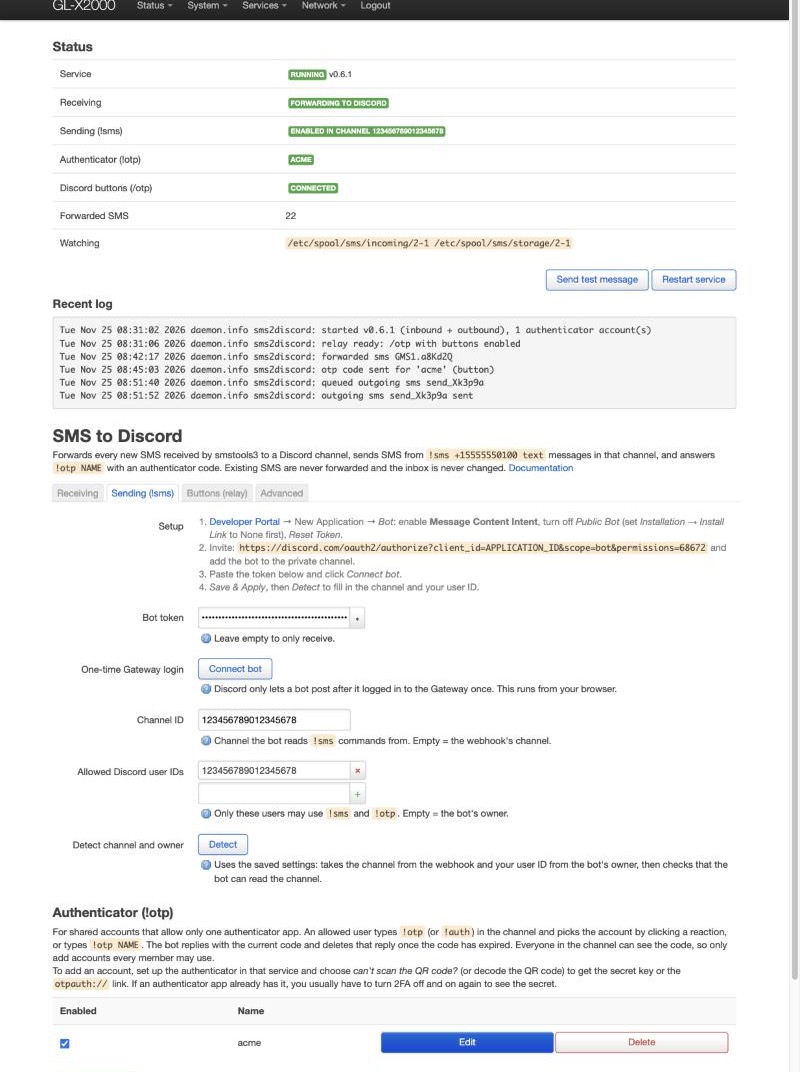 GL-X2000 Status System Services Network Logout
Status
Service RUNNING v0.6.1
Receiving FORWARDING TO DISCORD
Sending (!sms) ENABLED IN CHANNEL 123456789012345678
Authenticator (!otp) ACME
Discord buttons (/otp) CONNECTED
Forwarded SMS 22
Watching /etc/spool/sms/incoming/2-1 /etc/spool/sms/storage/2-1
Send test message Restart service
Recent log
Tue Nov 25 08:31:02 2026 daemon.info sms2discord: started v0.6.1 (inbound + outbound), 1 authenticator account(s)
Tue Nov 25 08:31:06 2026 daemon.info sms2discord: relay ready: /otp with buttons enabled
Tue Nov 25 08:42:17 2026 daemon.info sms2discord: forwarded sms GMS1.a8Kd2Q
Tue Nov 25 08:45:03 2026 daemon.info sms2discord: otp code sent for 'acme' (button)
Tue Nov 25 08:51:40 2026 daemon.info sms2discord: queued outgoing sms send_Xk3p9a
Tue Nov 25 08:51:52 2026 daemon.info sms2discord: outgoing sms send_Xk3p9a sent
SMS to Discord
Forwards every new SMS received by smstools3 to a Discord channel, sends SMS from !sms +15555550100 text messages in that channel, and answers
!otp NAME with an authenticator code. Existing SMS are never forwarded and the inbox is never changed. Documentation
Receiving Sending (!sms) Buttons (relay) Advanced
Setup
1. Developer Portal → New Application → Bot: enable Message Content Intent, turn off Public Bot (set Installation → Install
Link to None first), Reset Token.
2. Invite: https://discord.com/oauth2/authorize?client_id=APPLICATION_ID&scope=bot&permissions=68672 and
add the bot to the private channel.
3. Paste the token below and click Connect bot.
4. Save & Apply, then Detect to fill in the channel and your user ID.
Bot token
Leave empty to only receive.
One-time Gateway login Connect bot
Discord only lets a bot post after it logged in to the Gateway once. This runs from your browser.
Channel ID 123456789012345678
Channel the bot reads !sms commands from. Empty = the webhook's channel.
Allowed Discord user IDs 123456789012345678 ×
+
Only these users may use !sms and !otp. Empty = the bot's owner.
Detect channel and owner Detect
Uses the saved settings: takes the channel from the webhook and your user ID from the bot's owner, then checks that the
bot can read the channel.
Authenticator (!otp)
For shared accounts that allow only one authenticator app. An allowed user types !otp (or !auth) in the channel and picks the account by clicking a reaction,
or types !otp NAME. The bot replies with the current code and deletes that reply once the code has expired. Everyone in the channel can see the code, so only
add accounts every member may use.
To add an account, set up the authenticator in that service and choose can't scan the QR code? (or decode the QR code) to get the secret key or the
otpauth:// link. If an authenticator app already has it, you usually have to turn 2FA off and on again to see the secret.
Enabled Name
acme Edit Delete